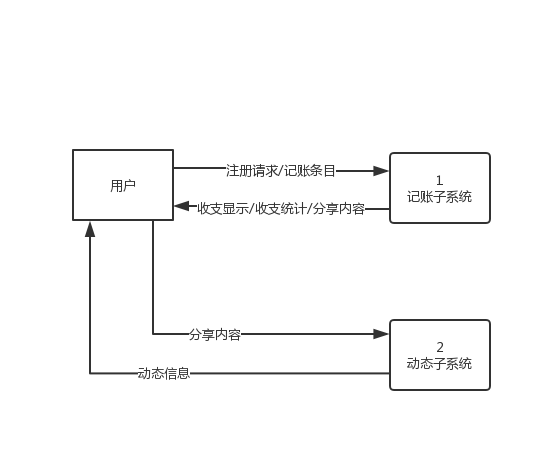 注册请求/记账条目
1
用户
记账子系统
收支显示/收支统计/分享内容
分享内容
2
动态子系统
动态信息